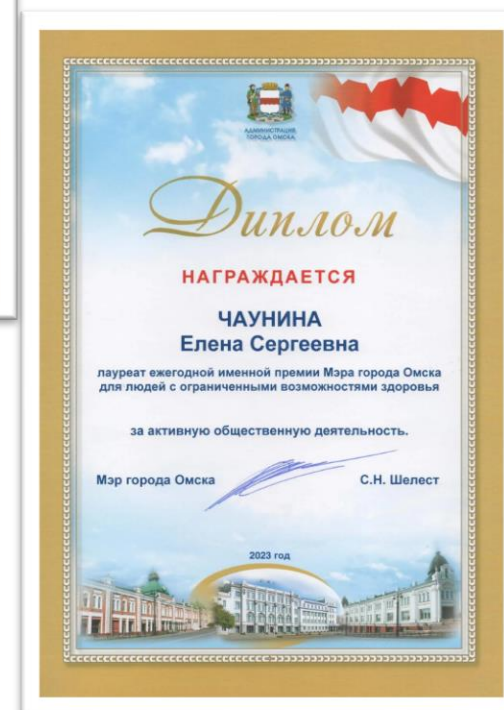 АДМИНИСТРАЦИЯ
ГОРОДА ОМСКА
Диплом
НАГРАЖДАЕТСЯ
ЧАУНИНА
Елена Сергеевна
лауреат ежегодной именной премии Мэра города Омска
для людей с ограниченными возможностями здоровья
за активную общественную деятельность.
Мэр города Омска С.Н. Шелест
2023 год